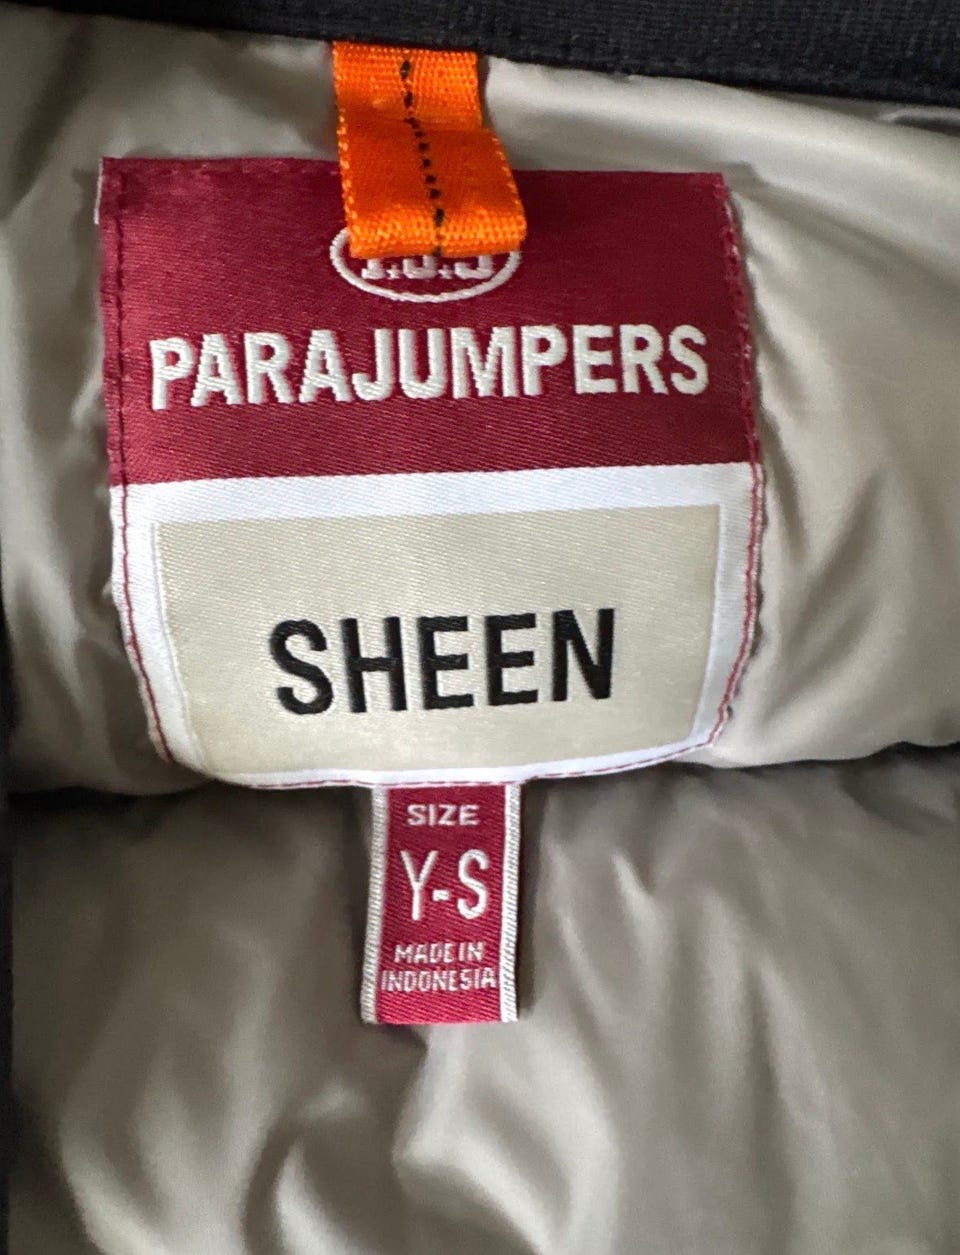 PARAJUMPERS
SHEEN
SIZE
Y-S
MADE IN
INDONESIA